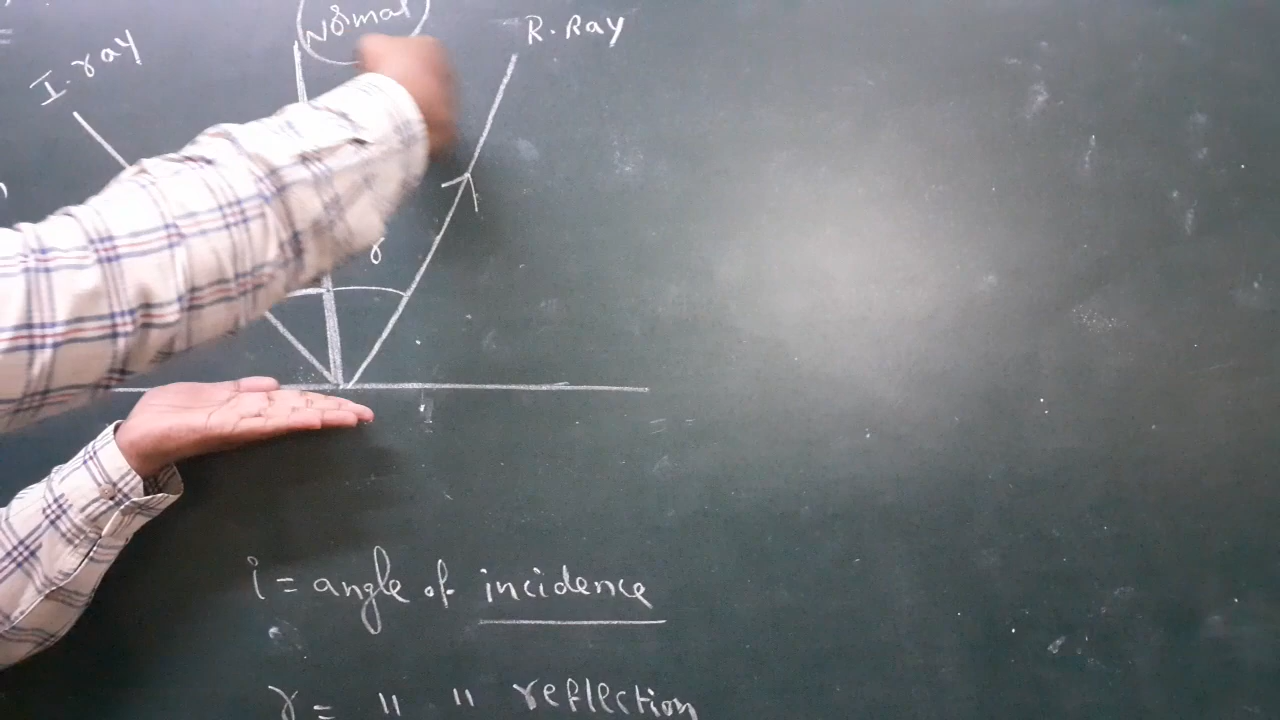 Normal
R. Ray
I. ray
r
i = angle of incidence
r = " " reflection